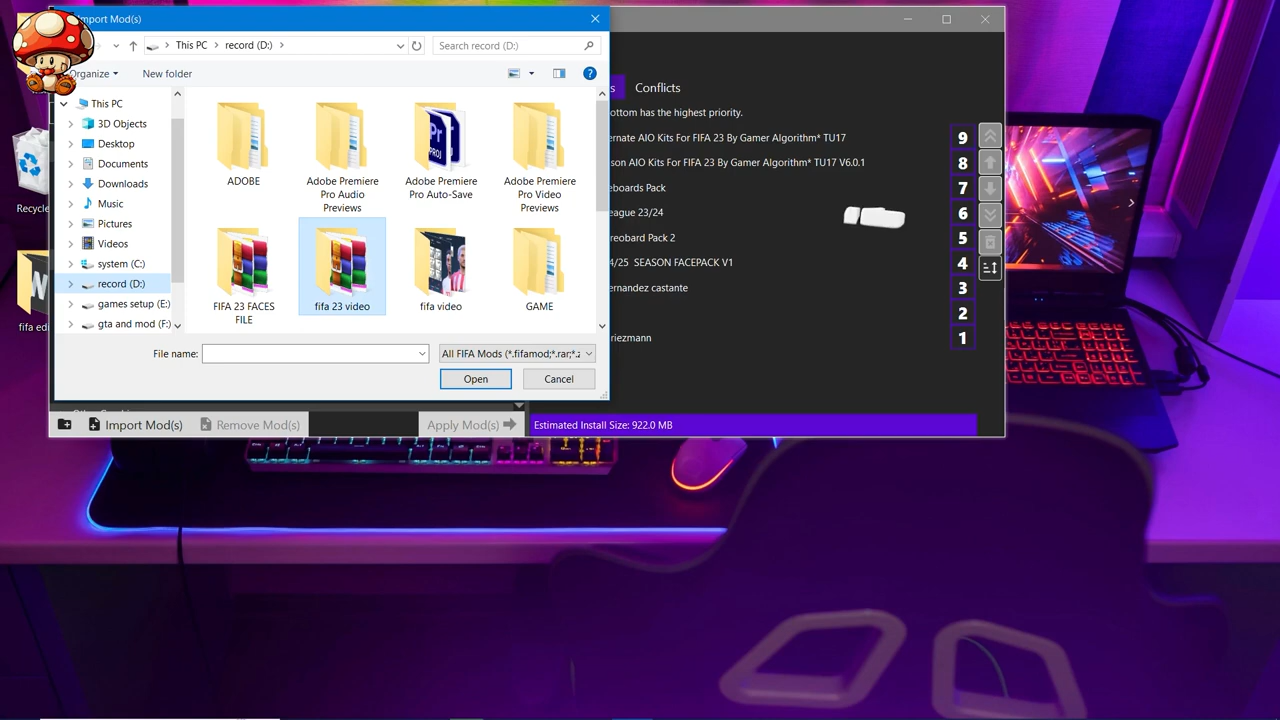 Import Mod(s)
This PC
record (D:)
Search record (D:)
Organize
New folder
This PC
3D Objects
Desktop
Documents
Downloads
Music
Pictures
Videos
system (C:)
record (D:)
games setup (E:)
gta and mod (F:)
ADOBE
Adobe Premiere
Pro Audio
Previews
Adobe Premiere
Pro Auto-Save
Adobe Premiere
Pro Video
Previews
FIFA 23 FACES
FILE
fifa 23 video
fifa video
GAME
File name:
All FIFA Mods (*.fifamod;*.rar;*.z
Open
Cancel
Import Mod(s)
Remove Mod(s)
Apply Mod(s)
Conflicts
ottom has the highest priority.
ernate AIO Kits For FIFA 23 By Gamer Algorithm* TU17
9
son AIO Kits For FIFA 23 By Gamer Algorithm* TU17 V6.0.1
8
eboards Pack
7
eague 23/24
6
oreobard Pack 2
5
4/25 SEASON FACEPACK V1
4
ernandez castante
3
2
riezmann
1
Estimated Install Size: 922.0 MB
Recycle
fifa edi